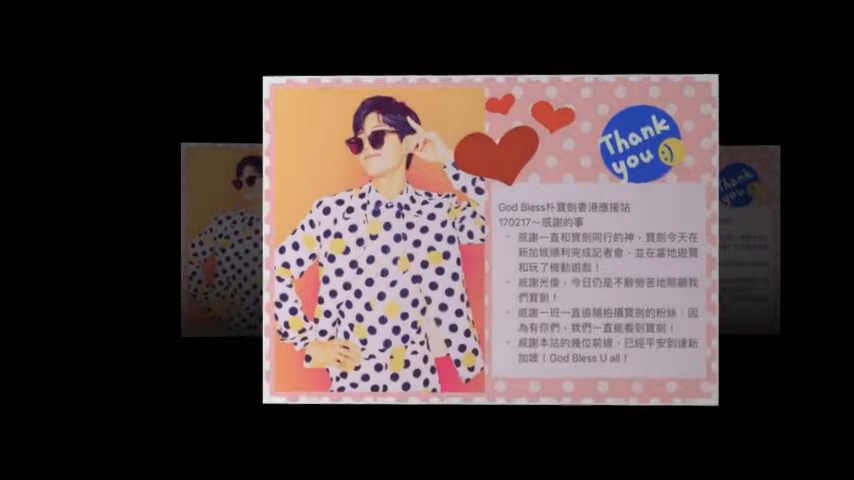 Thank
you
God Bless朴寶劍香港應援站
170217～感謝的事
- 感謝一直和寶劍同行的神，寶劍今天在
新加坡順利完成記者會，並在當地遊覽
和玩了機動遊戲！
- 感謝光俊，今日仍是不辭勞苦地照顧我
們寶劍！
- 感謝一班一直追隨拍攝寶劍的粉絲，因
為有你們，我們一直能看到寶劍！
- 感謝本站的幾位前線，已經平安到達新
加坡！God Bless U all！